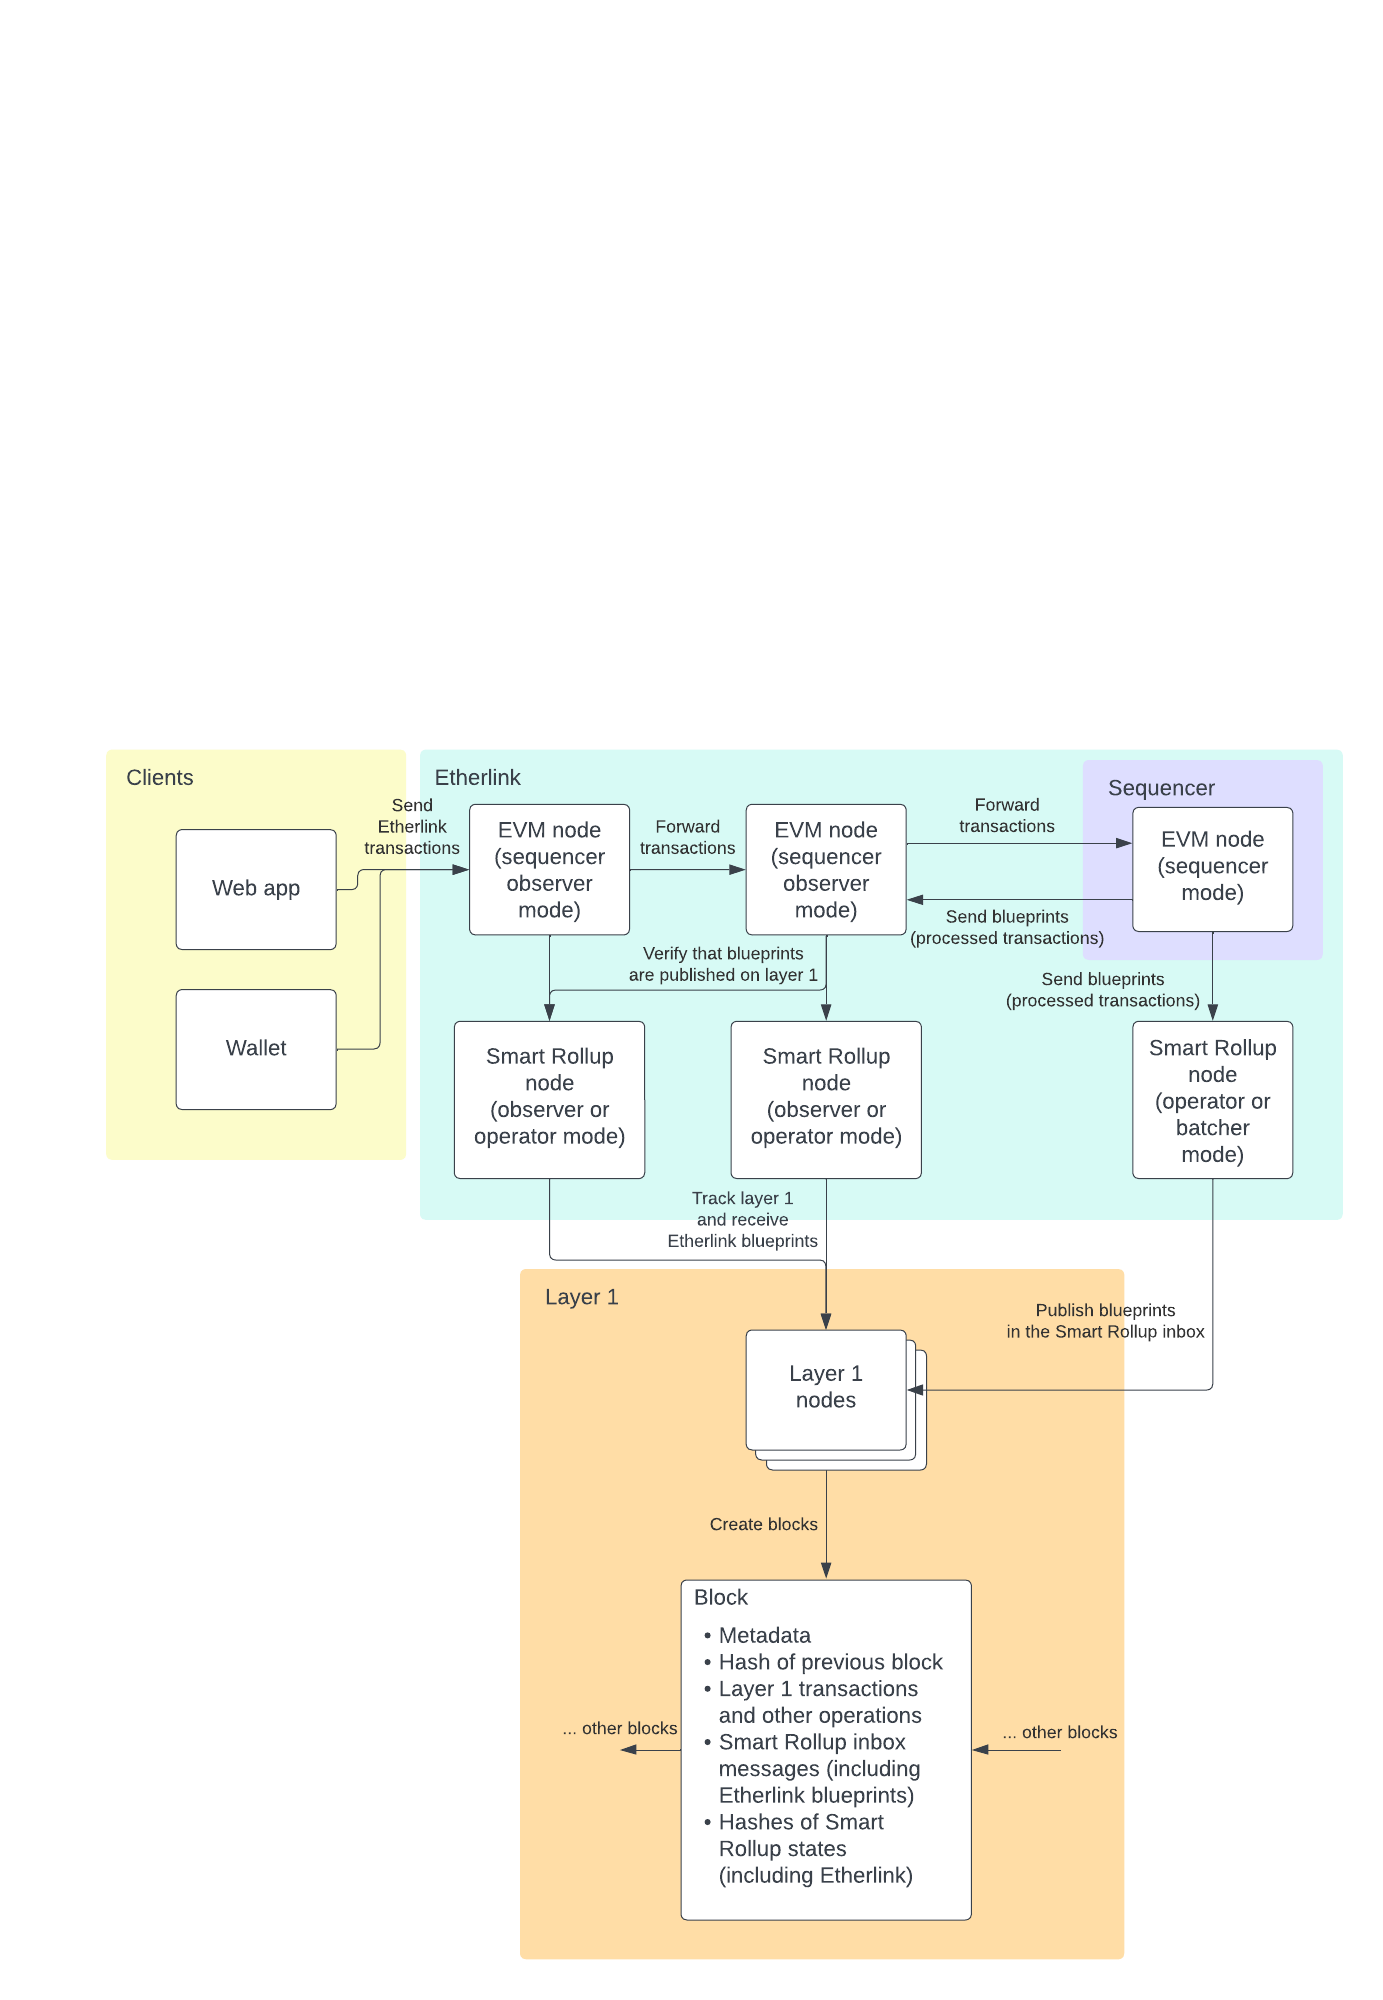 Clients
Web app
Wallet
Send
Etherlink
transactions
Etherlink
EVM node
(sequencer
observer
mode)
Forward
transactions
EVM node
(sequencer
observer
mode)
Forward
transactions
Sequencer
EVM node
(sequencer
mode)
Send blueprints
(processed transactions)
Verify that blueprints
are published on layer 1
Send blueprints
(processed transactions)
Smart Rollup
node
(observer or
operator mode)
Smart Rollup
node
(observer or
operator mode)
Smart Rollup
node
(operator or
batcher
mode)
Track layer 1
and receive
Etherlink blueprints
Layer 1
Publish blueprints
in the Smart Rollup inbox
Layer 1
nodes
Create blocks
Block
• Metadata
• Hash of previous block
• Layer 1 transactions
and other operations
• Smart Rollup inbox
messages (including
Etherlink blueprints)
• Hashes of Smart
Rollup states
(including Etherlink)
... other blocks
... other blocks